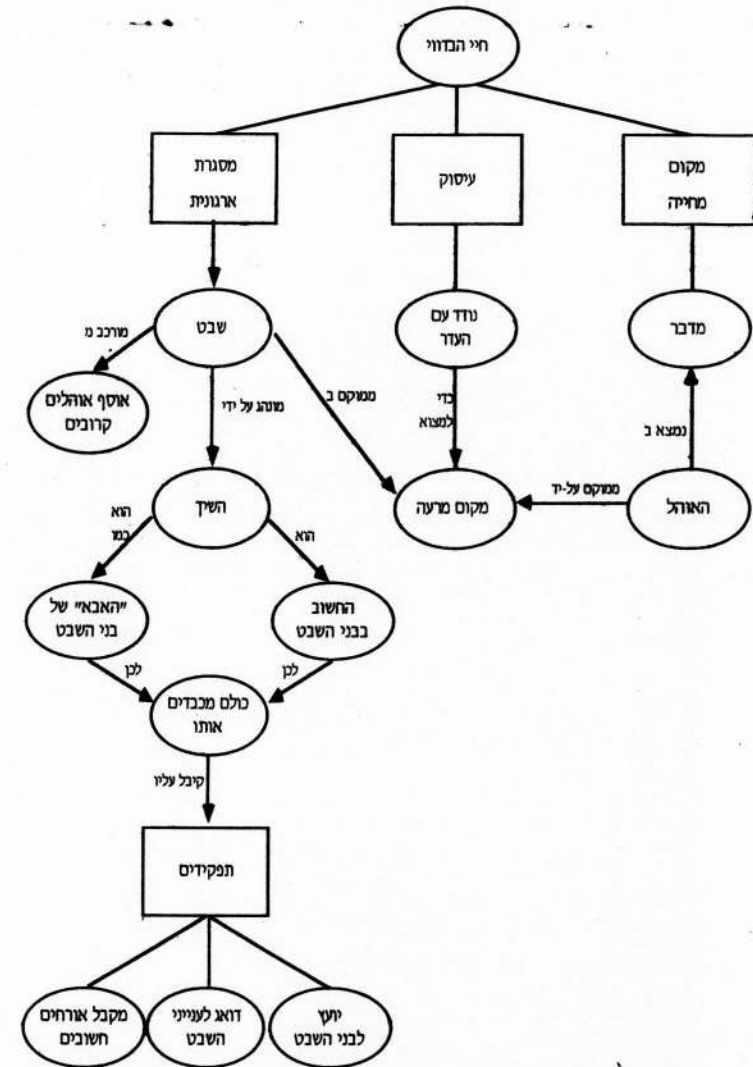 חיי הבדווי
מקום
מחייה
עיסוק
מסגרת
ארגונית
מדבר
נודד עם
העדר
שבט
מורכב מ
אוסף אוהלים
קרובים
מונהג על ידי
ממוקם ב
כדי
למצוא
נמצא ב
האוהל
ממוקם על-יד
מקום מרעה
השיך
הוא
הוא
כמו
החשוב
בבני השבט
"האבא" של
בני השבט
לכן
לכן
כולם מכבדים
אותו
קיבל עליו
תפקידים
יועץ
לבני השבט
דואג לענייני
השבט
מקבל אורחים
חשובים